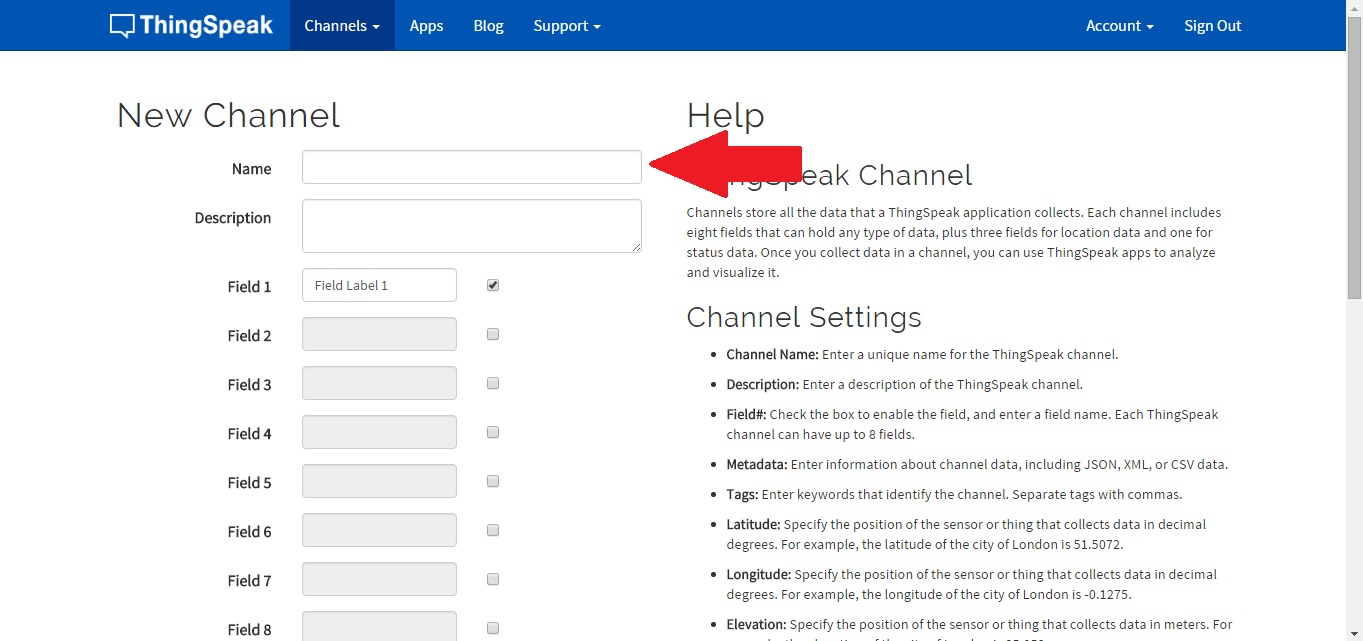 ThingSpeak Channels Apps Blog Support Account Sign Out
New Channel
Name
Description
Field 1 Field Label 1
Field 2
Field 3
Field 4
Field 5
Field 6
Field 7
Field 8
Help
Speak Channel
Channels store all the data that a ThingSpeak application collects. Each channel includes
eight fields that can hold any type of data, plus three fields for location data and one for
status data. Once you collect data in a channel, you can use ThingSpeak apps to analyze
and visualize it.
Channel Settings
Channel Name: Enter a unique name for the ThingSpeak channel.
Description: Enter a description of the ThingSpeak channel.
Field#: Check the box to enable the field, and enter a field name. Each ThingSpeak
channel can have up to 8 fields.
Metadata: Enter information about channel data, including JSON, XML, or CSV data.
Tags: Enter keywords that identify the channel. Separate tags with commas.
Latitude: Specify the position of the sensor or thing that collects data in decimal
degrees. For example, the latitude of the city of London is 51.5072.
Longitude: Specify the position of the sensor or thing that collects data in decimal
degrees. For example, the longitude of the city of London is -0.1275.
Elevation: Specify the position of the sensor or thing that collects data in meters. For